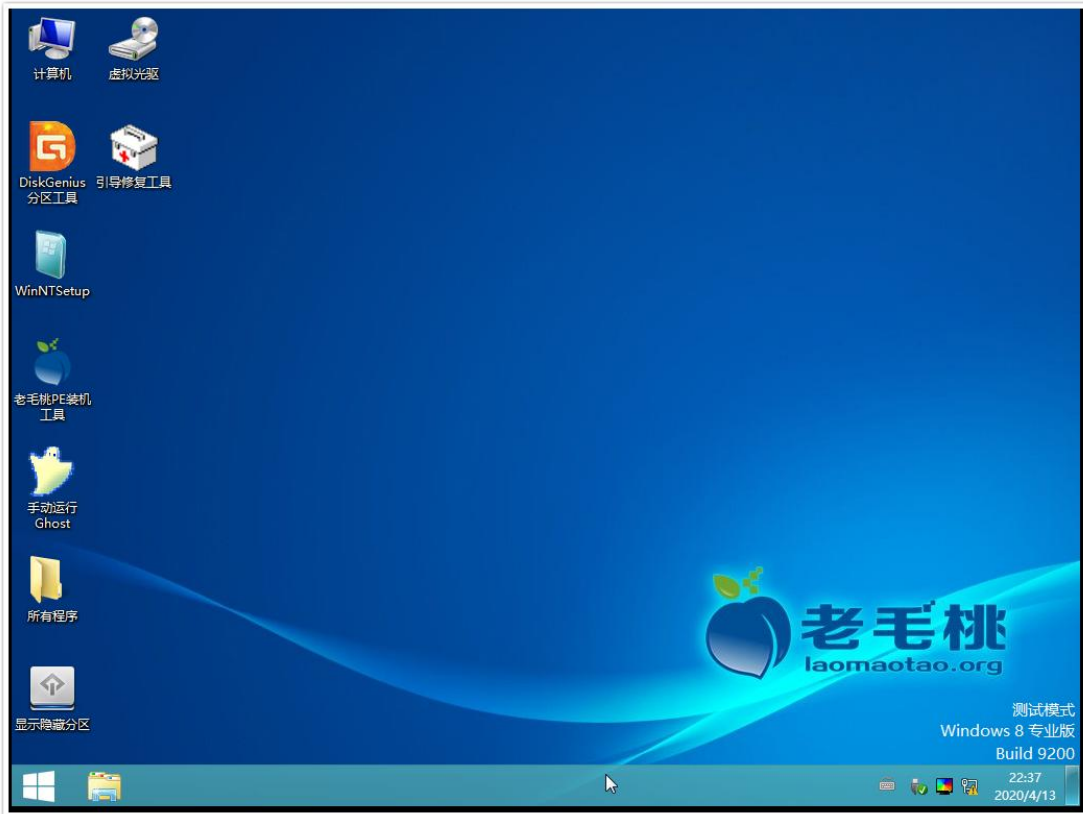 计算机
虚拟光驱
DiskGenius
分区工具
引导修复工具
WinNTSetup
老毛桃PE装机
工具
手动运行
Ghost
所有程序
显示隐藏分区
老毛桃
laomaotao.org
测试模式
Windows 8 专业版
Build 9200
22:37
2020/4/13